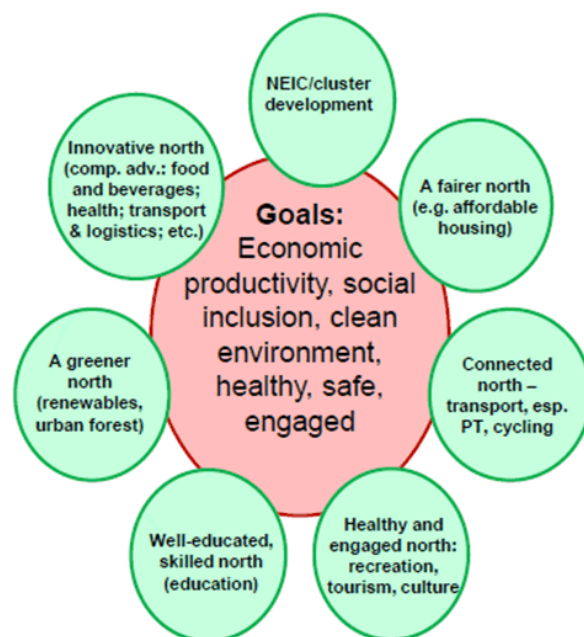 NEIC/cluster
development
Innovative north
(comp. adv.: food
and beverages;
health; transport
& logistics; etc.)
A fairer north
(e.g. affordable
housing)
Goals:
Economic
productivity, social
inclusion, clean
environment,
healthy, safe,
engaged
A greener
north
(renewables,
urban forest)
Connected
north –
transport, esp.
PT, cycling
Well-educated,
skilled north
(education)
Healthy and
engaged north:
recreation,
tourism, culture